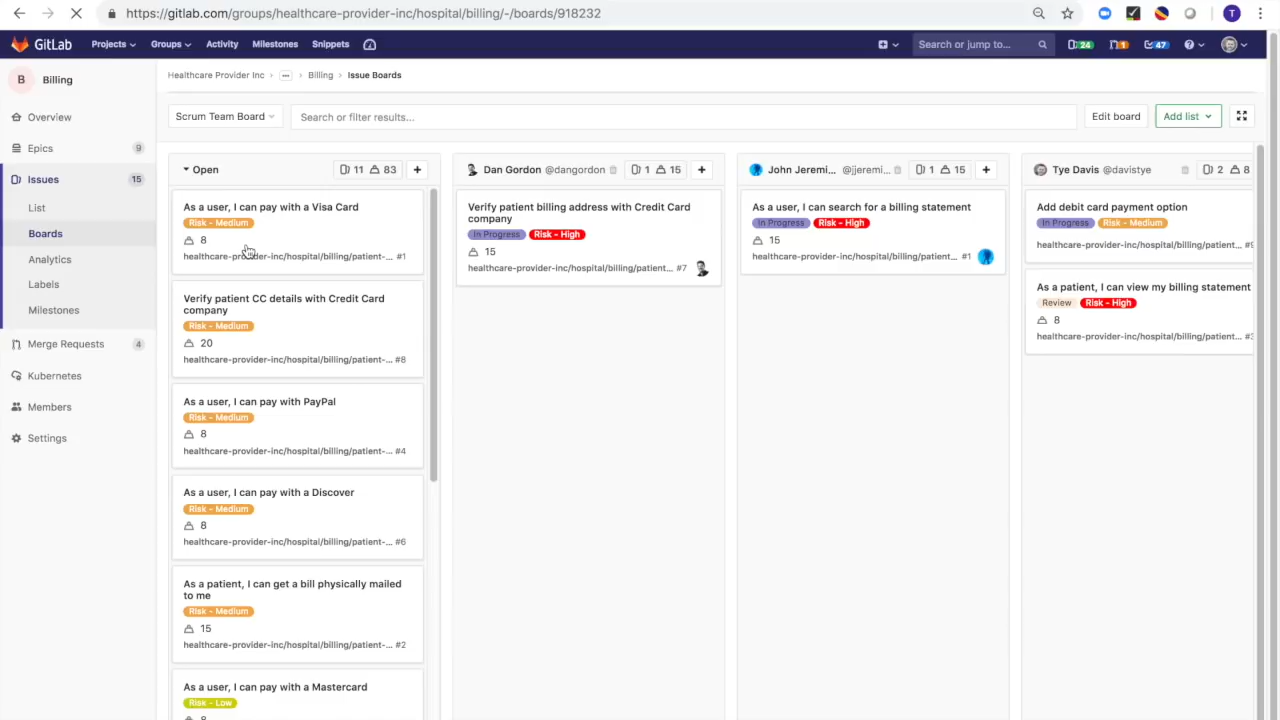 https://gitlab.com/groups/healthcare-provider-inc/hospital/billing/-/boards/918232
T
GitLab Projects Groups Activity Milestones Snippets Search or jump to... 24 1 47
B Billing
Healthcare Provider Inc > ... > Billing > Issue Boards
Overview
Epics 9
Issues 15
List
Boards
Analytics
Labels
Milestones
Merge Requests 4
Kubernetes
Members
Settings
Scrum Team Board Search or filter results... Edit board Add list
Open 11 83 +
As a user, I can pay with a Visa Card
Risk - Medium
8
healthcare-provider-inc/hospital/billing/patient-... #1
Verify patient CC details with Credit Card
company
Risk - Medium
20
healthcare-provider-inc/hospital/billing/patient-... #8
As a user, I can pay with PayPal
Risk - Medium
8
healthcare-provider-inc/hospital/billing/patient-... #4
As a user, I can pay with a Discover
Risk - Medium
8
healthcare-provider-inc/hospital/billing/patient-... #6
As a patient, I can get a bill physically mailed
to me
Risk - Medium
15
healthcare-provider-inc/hospital/billing/patient-... #2
As a user, I can pay with a Mastercard
Risk - Low
Dan Gordon @dangordon 1 15 +
Verify patient billing address with Credit Card
company
In Progress Risk - High
15
healthcare-provider-inc/hospital/billing/patient... #7
John Jeremi... @jjeremi... 1 15 +
As a user, I can search for a billing statement
In Progress Risk - High
15
healthcare-provider-inc/hospital/billing/patient... #1
Tye Davis @davistye 2 8
Add debit card payment option
In Progress Risk - Medium
healthcare-provider-inc/hospital/billing/patient...
As a patient, I can view my billing statement
Review Risk - High
8
healthcare-provider-inc/hospital/billing/patient...